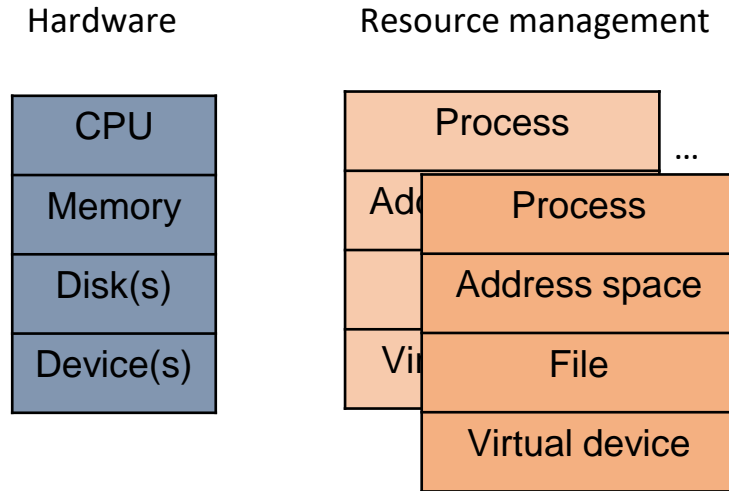 Hardware
Resource management
CPU
Memory
Disk(s)
Device(s)
Process
...
Process
Address space
File
Virtual device